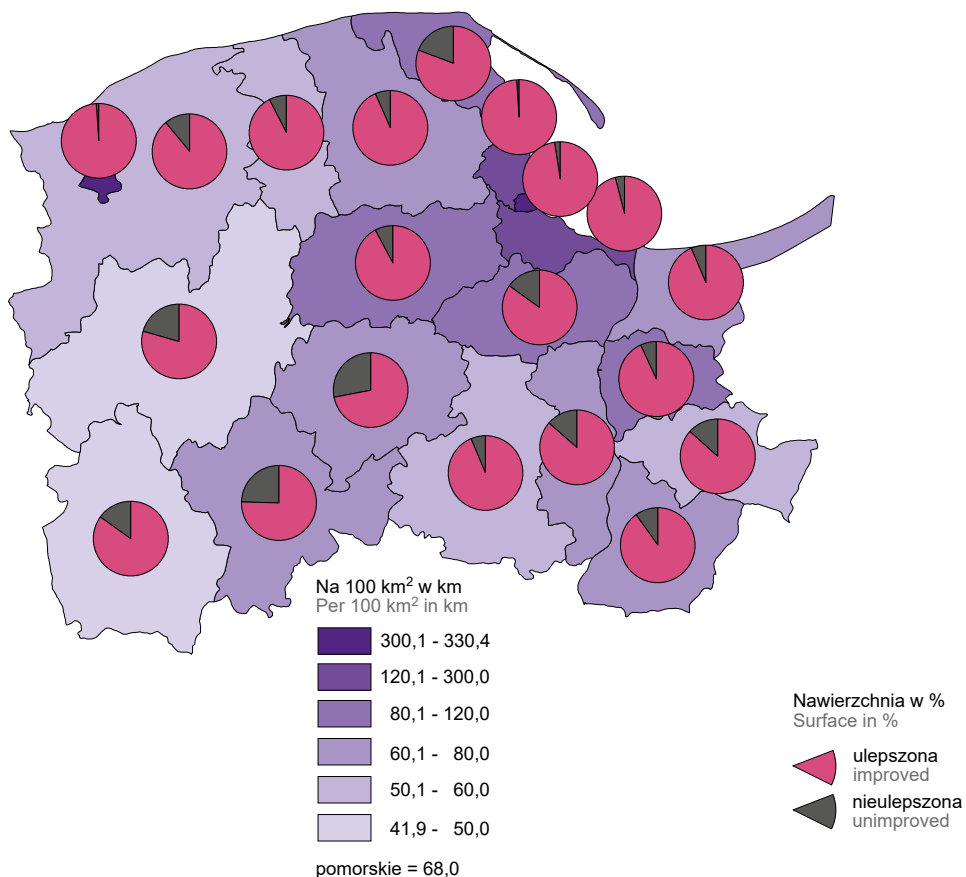 Na 100 km² w km
Per 100 km² in km
300,1 - 330,4
120,1 - 300,0
80,1 - 120,0
60,1 - 80,0
50,1 - 60,0
41,9 - 50,0
pomorskie = 68,0
Nawierzchnia w %
Surface in %
ulepszona
improved
nieulepszona
unimproved